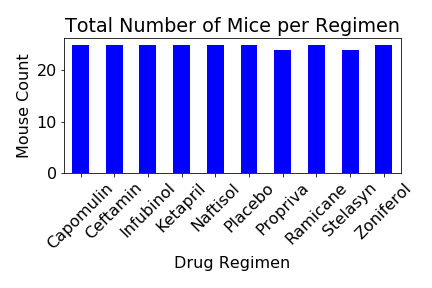 Total Number of Mice per Regimen
Mouse Count
20
10
0
Capomulin
Ceftamin
Infubinol
Ketapril
Naftisol
Placebo
Propriva
Ramicane
Stelasyn
Zoniferol
Drug Regimen